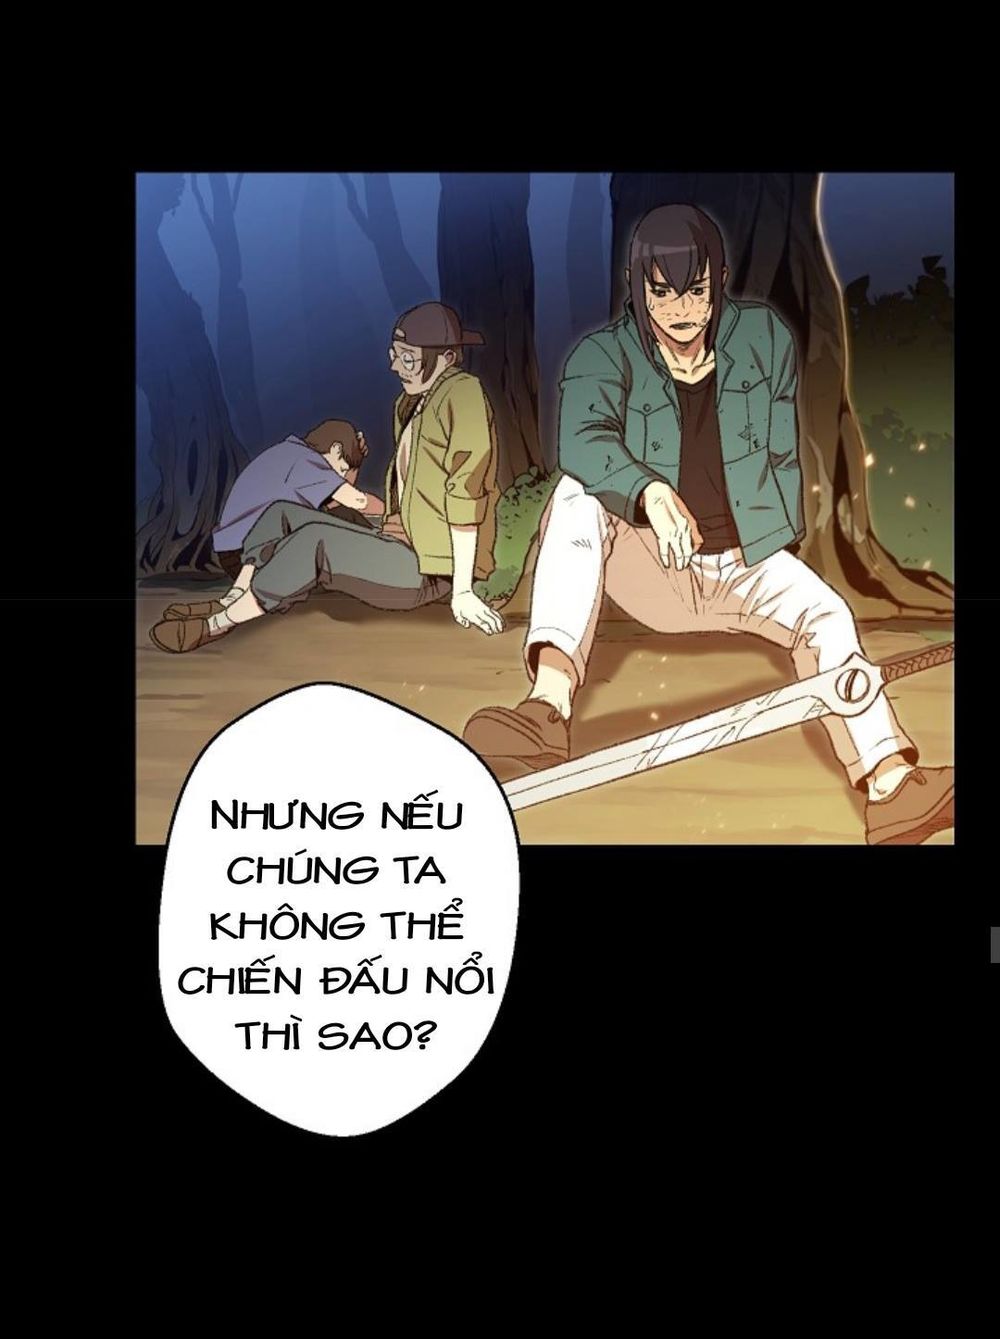 NHƯNG NẾU
CHÚNG TA
KHÔNG THỂ
CHIẾN ĐẤU NỔI
THÌ SAO?